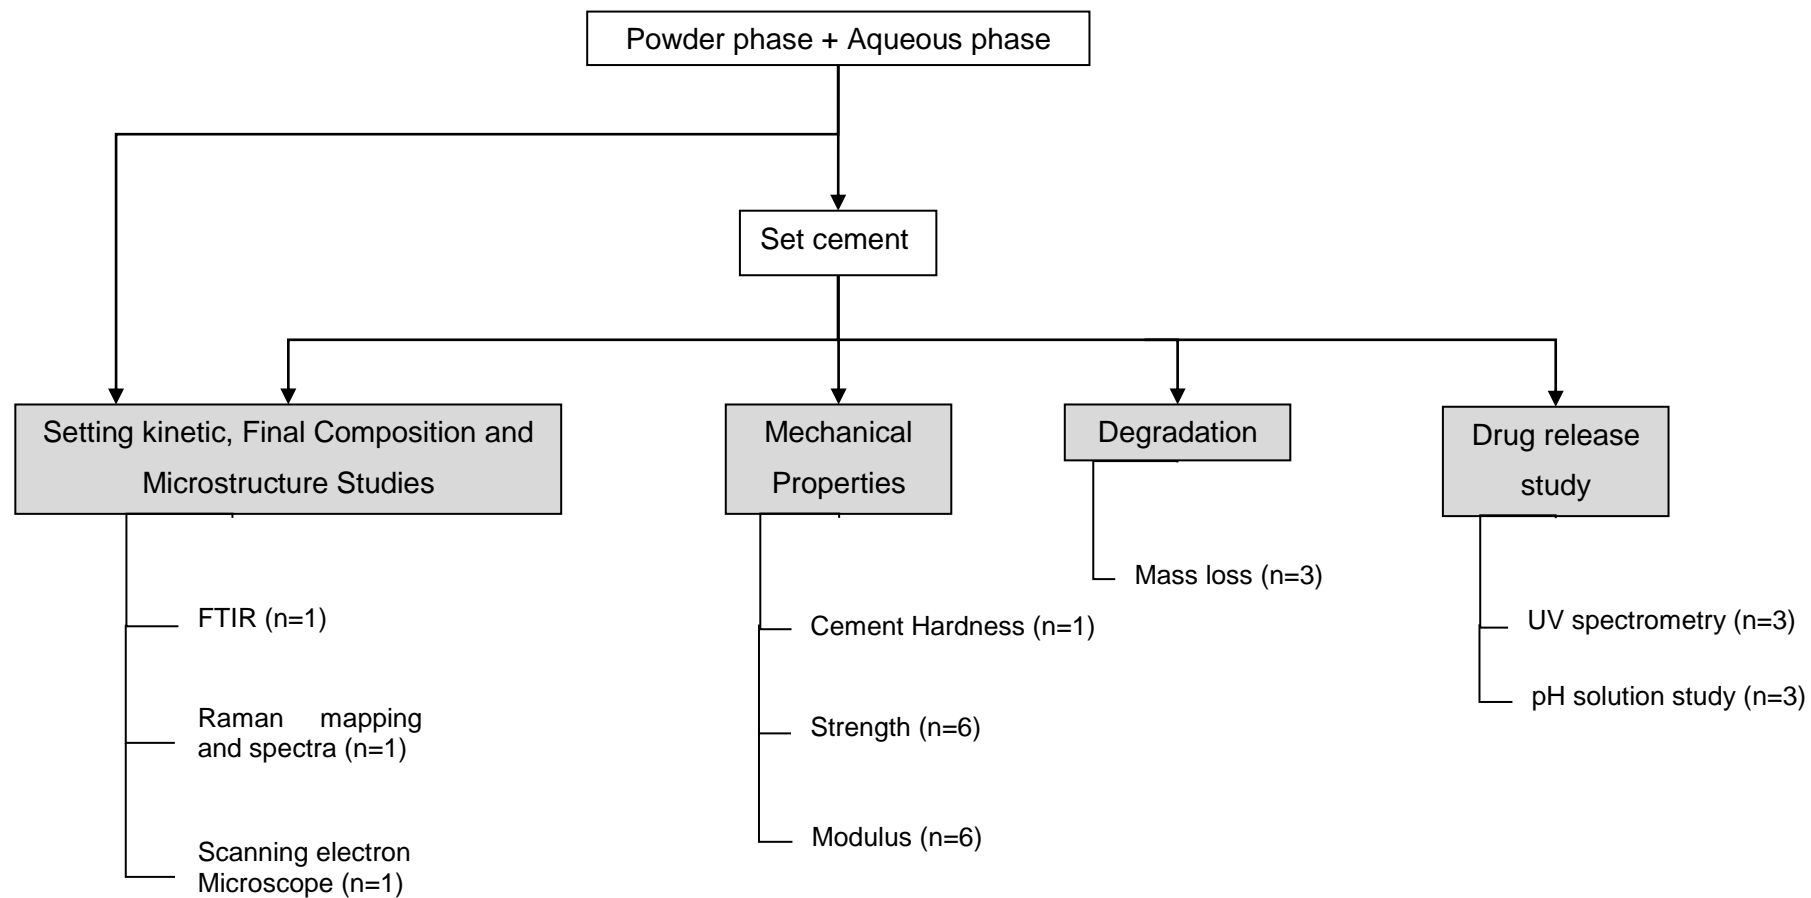 Powder phase + Aqueous phase
Set cement
Setting kinetic, Final Composition and
Microstructure Studies
FTIR (n=1)
Raman mapping
and spectra (n=1)
Scanning electron
Microscope (n=1)
Mechanical
Properties
Cement Hardness (n=1)
Strength (n=6)
Modulus (n=6)
Degradation
Mass loss (n=3)
Drug release
study
UV spectrometry (n=3)
pH solution study (n=3)